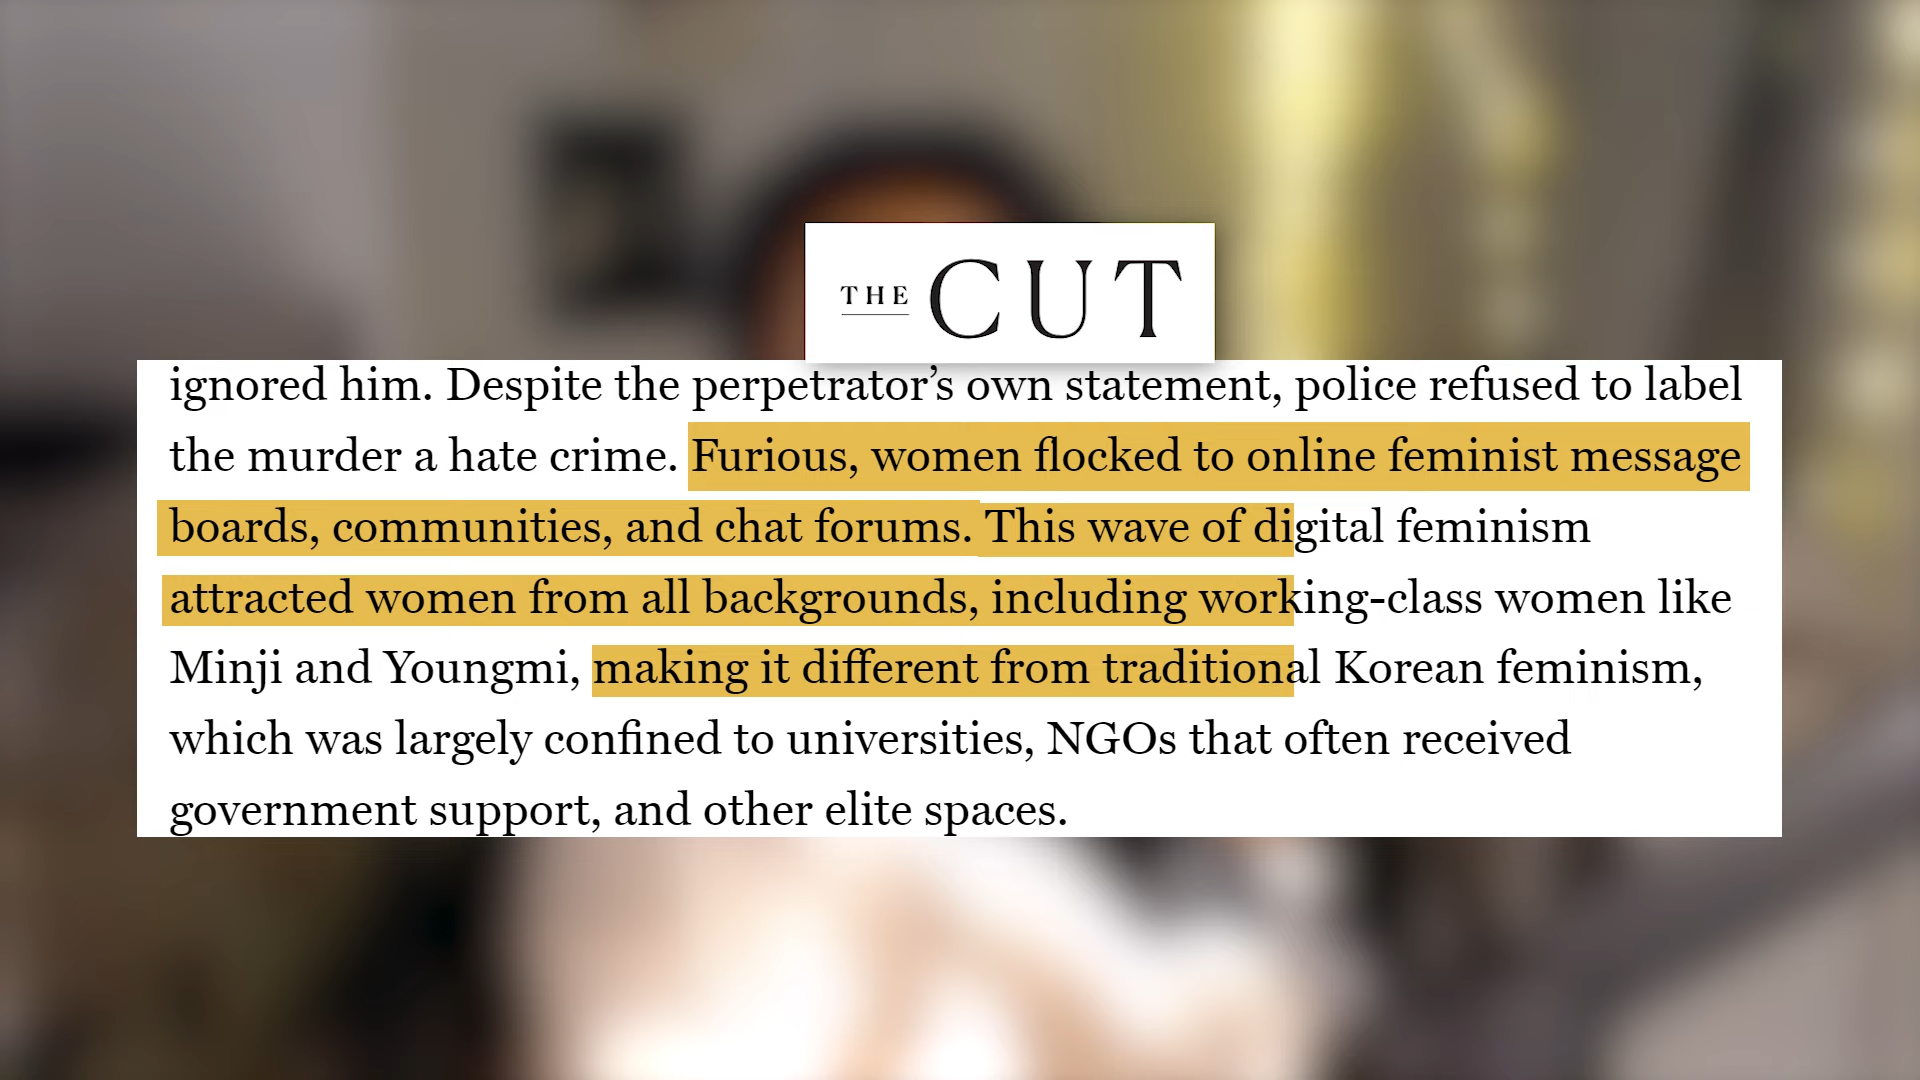 THE CUT
ignored him. Despite the perpetrator’s own statement, police refused to label
the murder a hate crime. Furious, women flocked to online feminist message
boards, communities, and chat forums. This wave of digital feminism
attracted women from all backgrounds, including working-class women like
Minji and Youngmi, making it different from traditional Korean feminism,
which was largely confined to universities, NGOs that often received
government support, and other elite spaces.